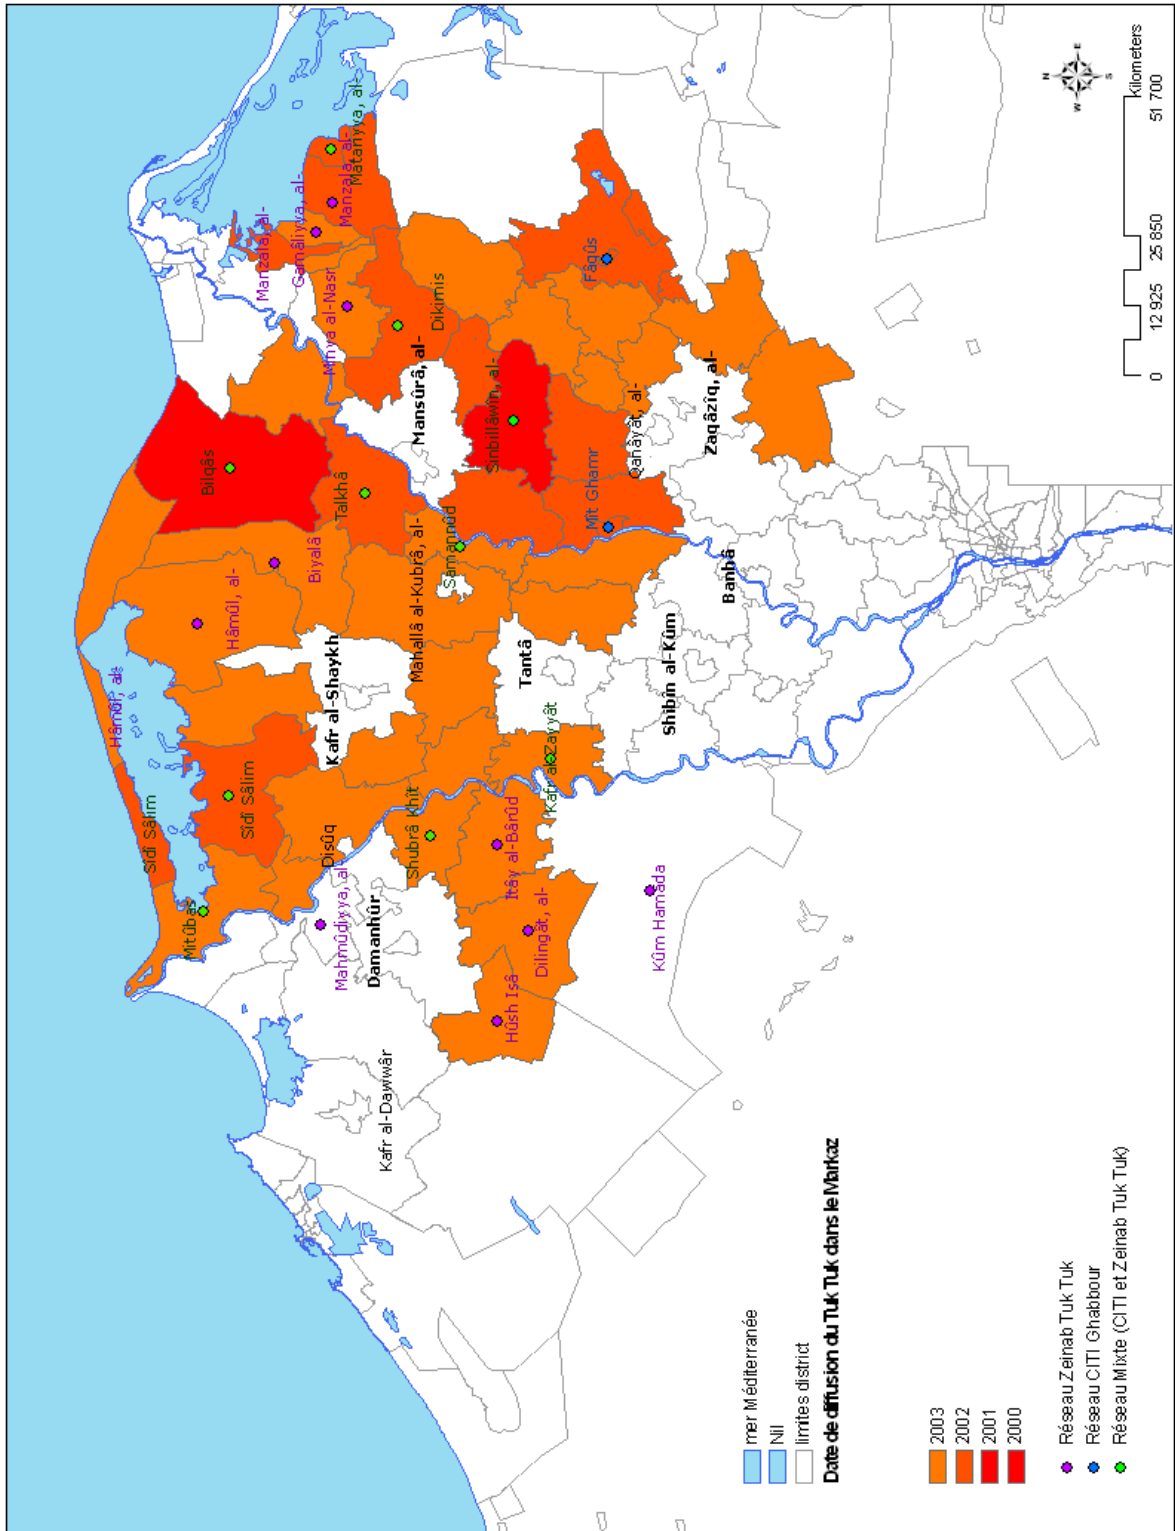 Manzala, al-
Gamâliyya, al-
Manzala, al-
Matariyya, al-
Minya al-Nasr
Dikirnis
Fâqûs
Bilqâs
Talkhâ
Mansûrâ, al-
Sinbillâwîn, al-
Qanâyât, al-
Zaqâzîq, al-
Biyalâ
Hâmûl, al-
Hâmûl, al-
Samannûd
Mahallâ al-Kubrâ, al-
Mît Ghamr
Banhâ
Kafr al-Shaykh
Tantâ
Shibîn al-Kûm
Sîdî Sâlim
Sîdî Sâlim
Kafr al-Zayyât
Disûq
Shubrâ Khît
Itây al-Bârûd
Mitûbas
Mahmûdiyya, al-
Damanhûr
Dilingât, al-
Kûm Hamâda
Hûsh Isâ
Kafr al-Dawwâr
N
W
E
S
0
12 925
25 850
51 700
Kilometers
mer Méditerranée
Nil
limites district
Date de diffusion du Tuk Tuk dans le Markaz
2003
2002
2001
2000
Réseau Zeinab Tuk Tuk
Réseau CITI Ghabbour
Réseau Mixte (CITI et Zeinab Tuk Tuk)